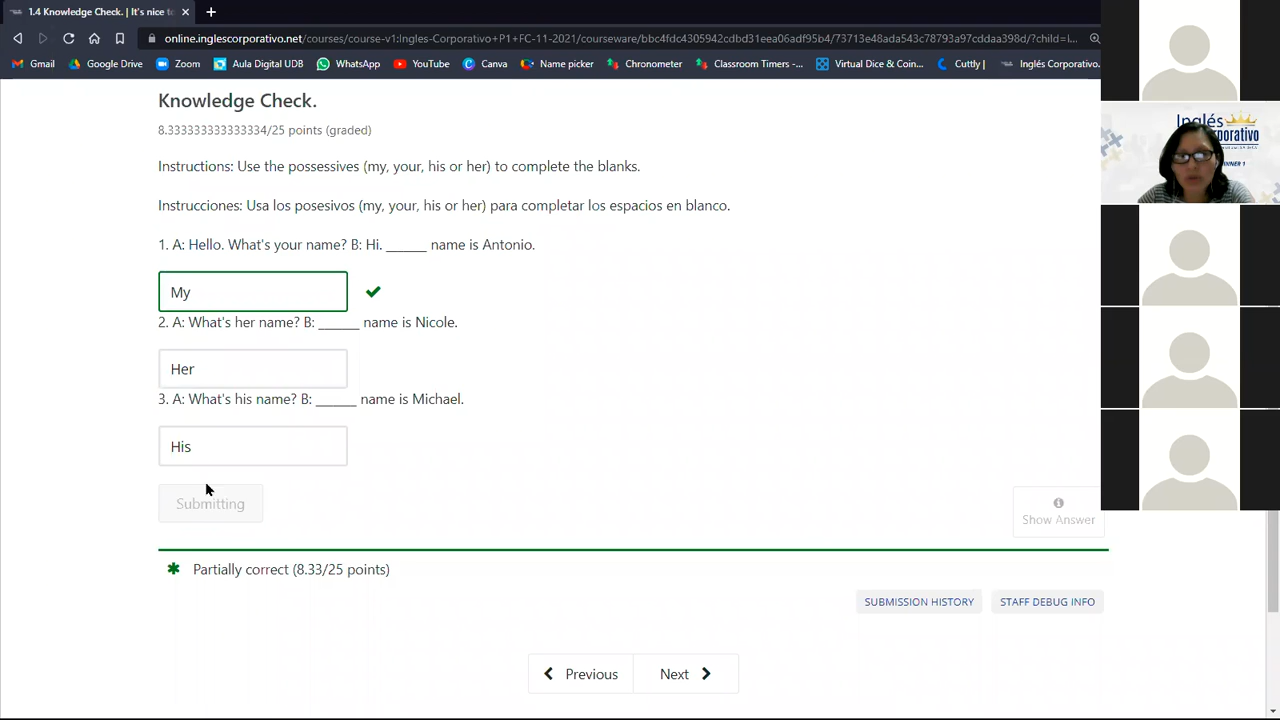 1.4 Knowledge Check. | It's nice t
online.inglescorporativo.net/courses/course-v1:Ingles-Corporativo+P1+FC-11-2021/courseware/bbc4fdc4305942cdbd31eea06adf95b4/73713e48ada543c78793a97cddaa398d/?child=i...
Gmail Google Drive Zoom Aula Digital UDB WhatsApp YouTube Canva Name picker Chronometer Classroom Timers -... Virtual Dice & Coin... Cuttly | Inglés Corporativo.
Knowledge Check.
8.333333333333334/25 points (graded)
Instructions: Use the possessives (my, your, his or her) to complete the blanks.
Instrucciones: Usa los posesivos (my, your, his or her) para completar los espacios en blanco.
1. A: Hello. What's your name? B: Hi. ______ name is Antonio.
My
2. A: What's her name? B: ______ name is Nicole.
Her
3. A: What's his name? B: ______ name is Michael.
His
Submitting
Show Answer
Partially correct (8.33/25 points)
SUBMISSION HISTORY STAFF DEBUG INFO
Previous Next
Inglés